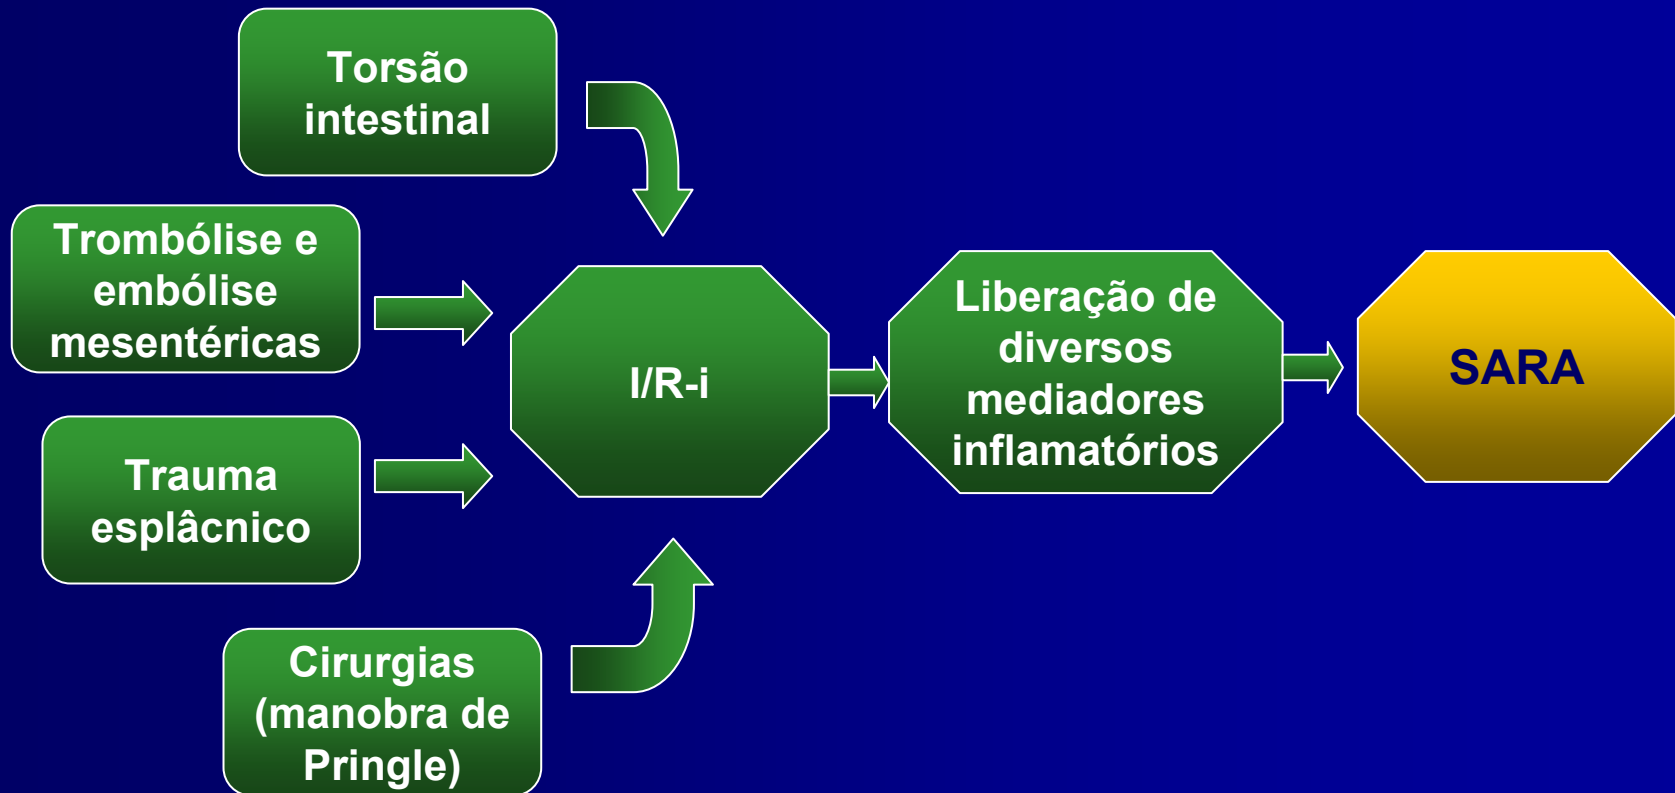 Torsão
intestinal
Trombólise e
embólise
mesentéricas
Trauma
esplâcnico
Cirurgias
(manobra de
Pringle)
I/R-i
Liberação de
diversos
mediadores
inflamatórios
SARA